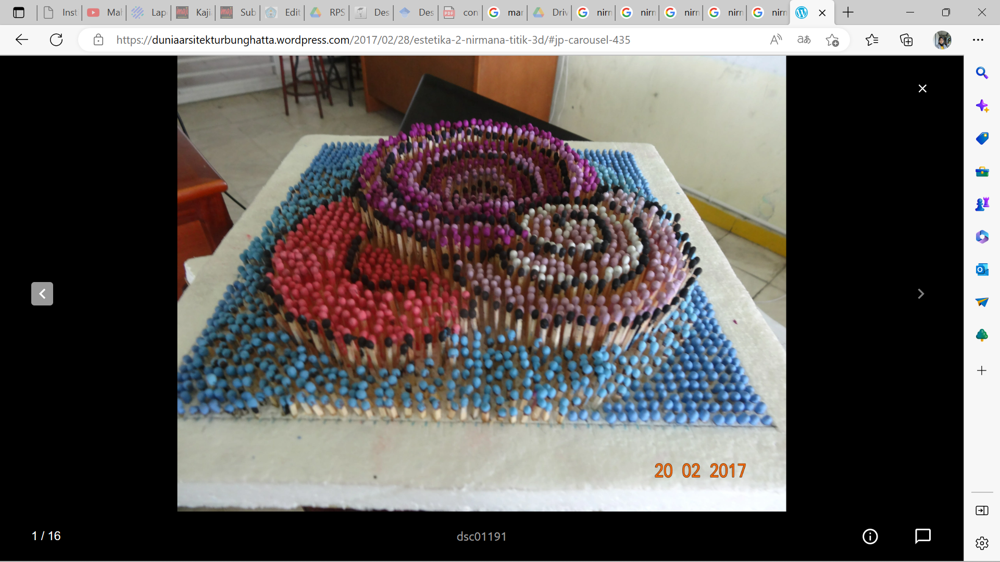 Inst
Mah
Lap
Kaji
Sub
Edit
RPS
Des
Des
con
mar
Driv
nirn
nirn
nirn
nirn
nirn
https://duniaarsitekturbunghatta.wordpress.com/2017/02/28/estetika-2-nirmana-titik-3d/#jp-carousel-435
20 02 2017
1 / 16
dsc01191